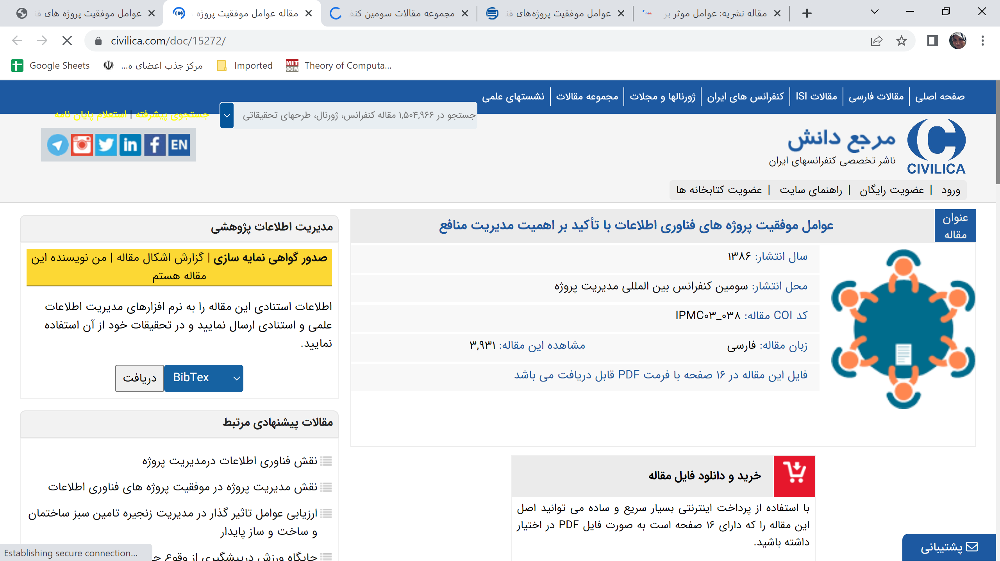 عوامل موفقیت پروژه های
مقاله عوامل موفقیت پروژه
مجموعه مقالات سومین
عوامل موفقیت پروژه‌های
مقاله نشریه: عوامل موثر بر
civilica.com/doc/15272/
Google Sheets
مرکز جذب اعضای ه...
Imported
Theory of Computa...
صفحه اصلی
مقالات فارسی
مقالات ISI
کنفرانس های ایران
ژورنالها و مجلات
مجموعه مقالات
نشستهای علمی
جستجو در ۱,۵۰۴,۹۶۶ مقاله کنفرانس، ژورنال، طرحهای تحقیقاتی
جستجوی پیشرفته | استعلام پایان نامه
EN
مرجع دانش
ناشر تخصصی کنفرانسهای ایران
CIVILICA
ورود | عضویت رایگان | راهنمای سایت | عضویت کتابخانه ها
عنوان
مقاله
عوامل موفقیت پروژه های فناوری اطلاعات با تأکید بر اهمیت مدیریت منافع
سال انتشار: ۱۳۸۶
محل انتشار: سومین کنفرانس بین المللی مدیریت پروژه
کد COI مقاله: IPMC۰۳_۰۳۸
زبان مقاله: فارسی
مشاهده این مقاله: ۳,۹۳۱
فایل این مقاله در ۱۶ صفحه با فرمت PDF قابل دریافت می باشد
خرید و دانلود فایل مقاله
با استفاده از پرداخت اینترنتی بسیار سریع و ساده می توانید اصل
این مقاله را که دارای ۱۶ صفحه است به صورت فایل PDF در اختیار
داشته باشید.
مدیریت اطلاعات پژوهشی
صدور گواهی نمایه سازی | گزارش اشکال مقاله | من نویسنده این
مقاله هستم
اطلاعات استنادی این مقاله را به نرم افزارهای مدیریت اطلاعات
علمی و استنادی ارسال نمایید و در تحقیقات خود از آن استفاده
نمایید.
BibTex
دریافت
مقالات پیشنهادی مرتبط
نقش فناوری اطلاعات درمدیریت پروژه
نقش مدیریت پروژه در موفقیت پروژه های فناوری اطلاعات
ارزیابی عوامل تاثیر گذار در مدیریت زنجیره تامین سبز ساختمان
و ساخت و ساز پایدار
جایگاه ورزش درپیشگیری از وقوع
Establishing secure connection...
پشتیبانی